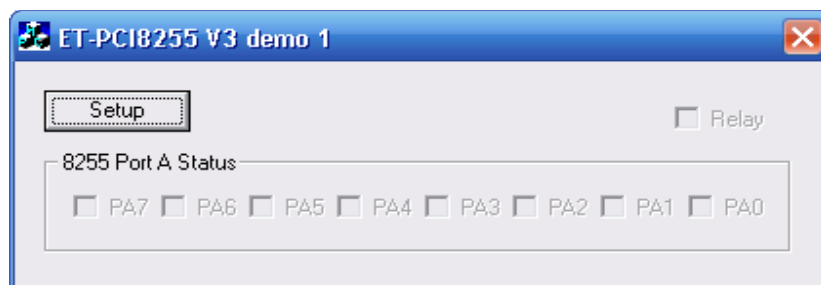 ET-PCI8255 V3 demo 1
Setup
Relay
8255 Port A Status
PA7 PA6 PA5 PA4 PA3 PA2 PA1 PA0